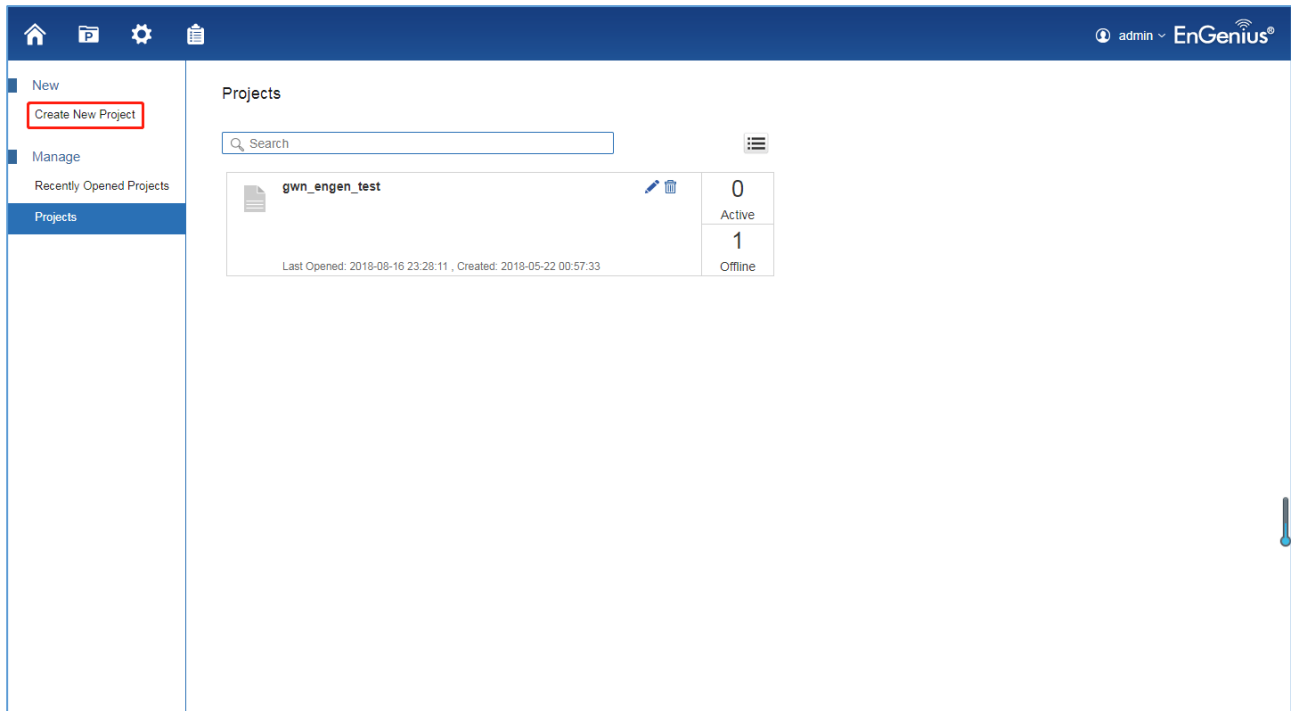 P
admin
EnGenius®
New
Create New Project
Manage
Recently Opened Projects
Projects
Projects
Search
gwn_engen_test
Last Opened: 2018-08-16 23:28:11 , Created: 2018-05-22 00:57:33
0
Active
1
Offline